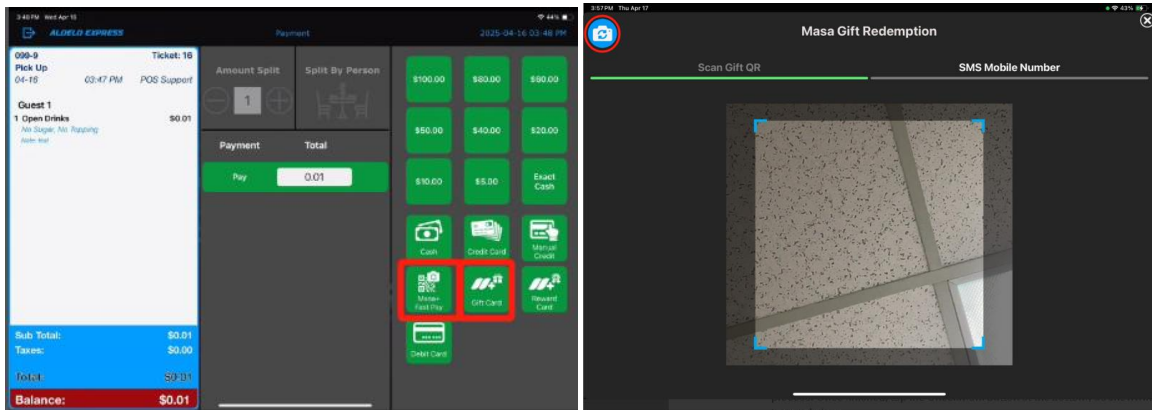 3:48 PM Wed Apr 16
44%
ALDELO EXPRESS
Payment
2025-04-16 03:48 PM
099-9 Ticket: 16
Pick Up
04-16 03:47 PM POS Support
Guest 1
1 Open Drinks $0.01
No Sugar, No Topping
Note: test
Sub Total: $0.01
Taxes: $0.00
Total: $0.01
Balance: $0.01
Amount Split Split By Person
1
Payment Total
Pay 0.01
$100.00 $80.00 $60.00
$50.00 $40.00 $20.00
$10.00 $5.00 Exact Cash
Cash Credit Card Manual Credit
Masa+ Fast Pay Gift Card Reward Card
Debit Card
3:57 PM Thu Apr 17
43%
Masa Gift Redemption
Scan Gift QR SMS Mobile Number